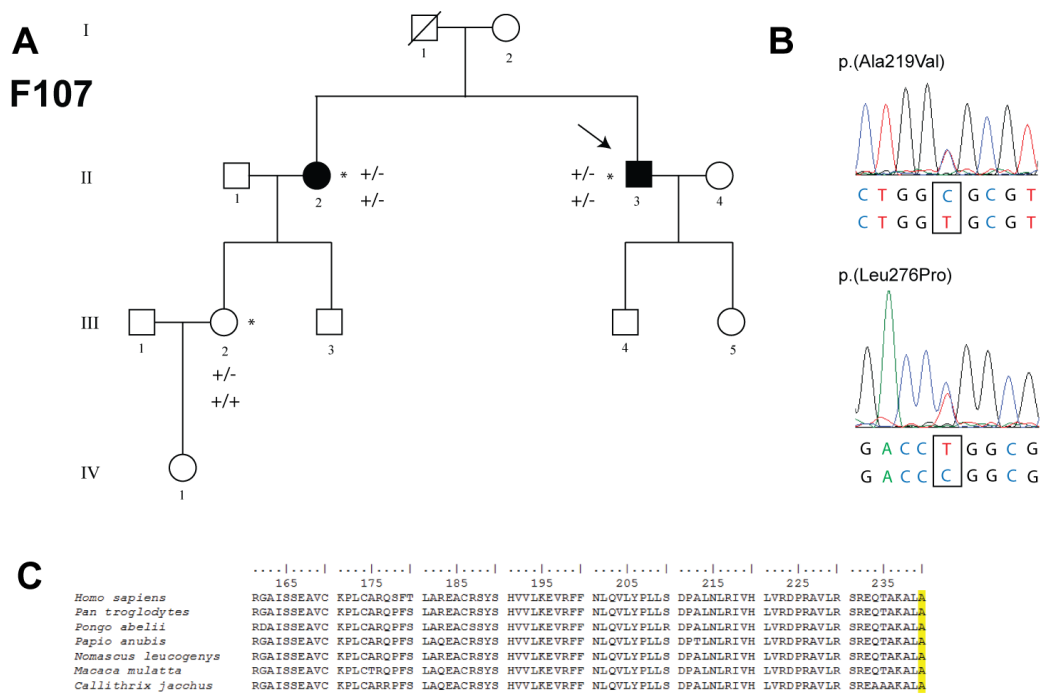 A
F107
I
1
2
II
1
2
* +/-
+/-
+/-
+/- *
3
4
III
1
2
*
+/-
+/+
3
4
5
IV
1
B
p.(Ala219Val)
C T G G C G C G T
C T G G T G C G T
p.(Leu276Pro)
G A C C T G G C G
G A C C C G G C G
C
....|....| ....|....| ....|....| ....|....| ....|....| ....|....| ....|....| ....|....|
165 175 185 195 205 215 225 235
Homo sapiens RGAISSEAVC KPLCARQSFT LAREACRSYS HVVLKEVRFF NLQVLYPLLS DPALNLRIVH LVRDPRAVLR SREQTAKALA
Pan troglodytes RGAISSEAVC KPLCARQPFS LAREACRSYS HVVLKEVRFF NLQVLYPLLS DPALNLRIVH LVRDPRAVLR SREQTAKALA
Pongo abelii RDAISSEAVC KPLCARQPFS LAREACSSYS HVVLKEVRFF NLQVLYPLLR DPALNLRIVH LVRDPRAVLR SREQTAKALA
Papio anubis RGAISSEAVC KPLCARQPFS LAQEACRSYS HVVLKEVRFF NLQVLYPLLS DPTLNLRIVH LVRDPRAVLR SREQTAKALA
Nomascus leucogenys RGAISSEAVC KPLCARQPFS LAREACRSYS HVVLKEVRFF NLQVLYPLLS DPALNLRIVH LVRDPRAVLR SREQTAKALA
Macaca mulatta RGAISSEAVC KPLCTRQPFS LAQEACRSYS HVVLKEVRFF NLQVLYPLLS DPALNLRIVH LVRDPRAVLR SREQTAKALA
Callithrix jacohus RGAISSEAVC KPLCARRPFS LAQEACRSYS HVVLKEVRFF NLQVLYPLLS DPALNLRIVH LVRDPRAVLR SREAAAKALA